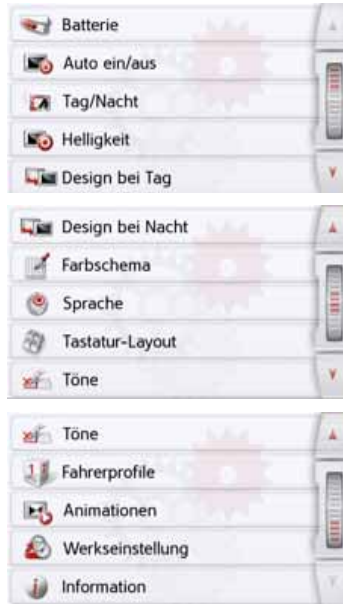 Batterie
Auto ein/aus
Tag/Nacht
Helligkeit
Design bei Tag
Design bei Nacht
Farbschema
Sprache
Tastatur-Layout
Töne
Töne
Fahrerprofile
Animationen
Werkseinstellung
Information